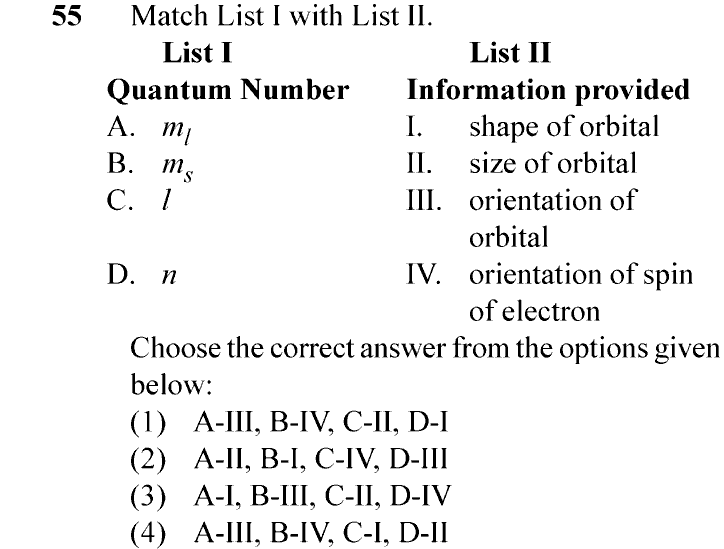 55 Match List I with List II.
List I List II
Quantum Number Information provided
A. m_l I. shape of orbital
B. m_s II. size of orbital
C. l III. orientation of
orbital
D. n IV. orientation of spin
of electron
Choose the correct answer from the options given
below:
(1) A-III, B-IV, C-II, D-I
(2) A-II, B-I, C-IV, D-III
(3) A-I, B-III, C-II, D-IV
(4) A-III, B-IV, C-I, D-II